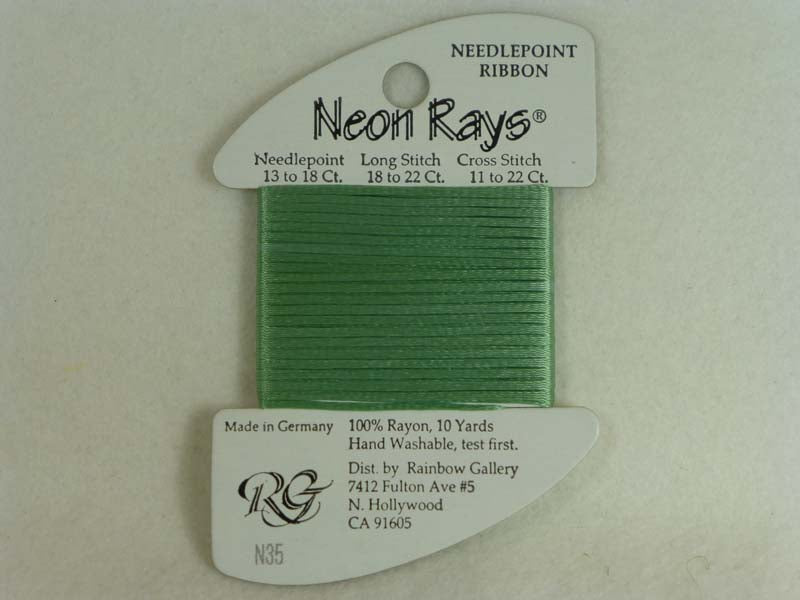 NEEDLEPOINT
RIBBON
Neon Rays®
Needlepoint Long Stitch Cross Stitch
13 to 18 Ct. 18 to 22 Ct. 11 to 22 Ct.
Made in Germany
100% Rayon, 10 Yards
Hand Washable, test first.
Dist. by Rainbow Gallery
7412 Fulton Ave #5
N. Hollywood
CA 91605
RG
N35